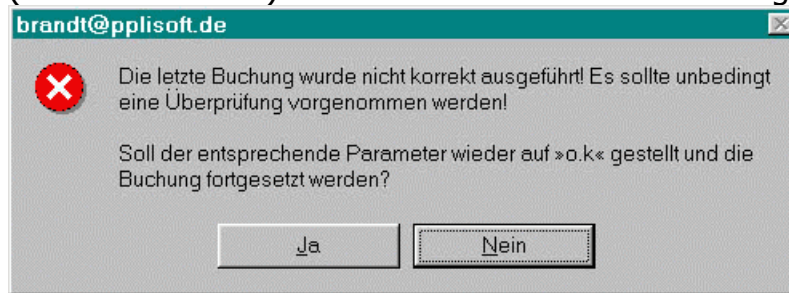 brandt@pplisoft.de
Die letzte Buchung wurde nicht korrekt ausgeführt! Es sollte unbedingt
eine Überprüfung vorgenommen werden!
Soll der entsprechende Parameter wieder auf »o.k« gestellt und die
Buchung fortgesetzt werden?
Ja
Nein